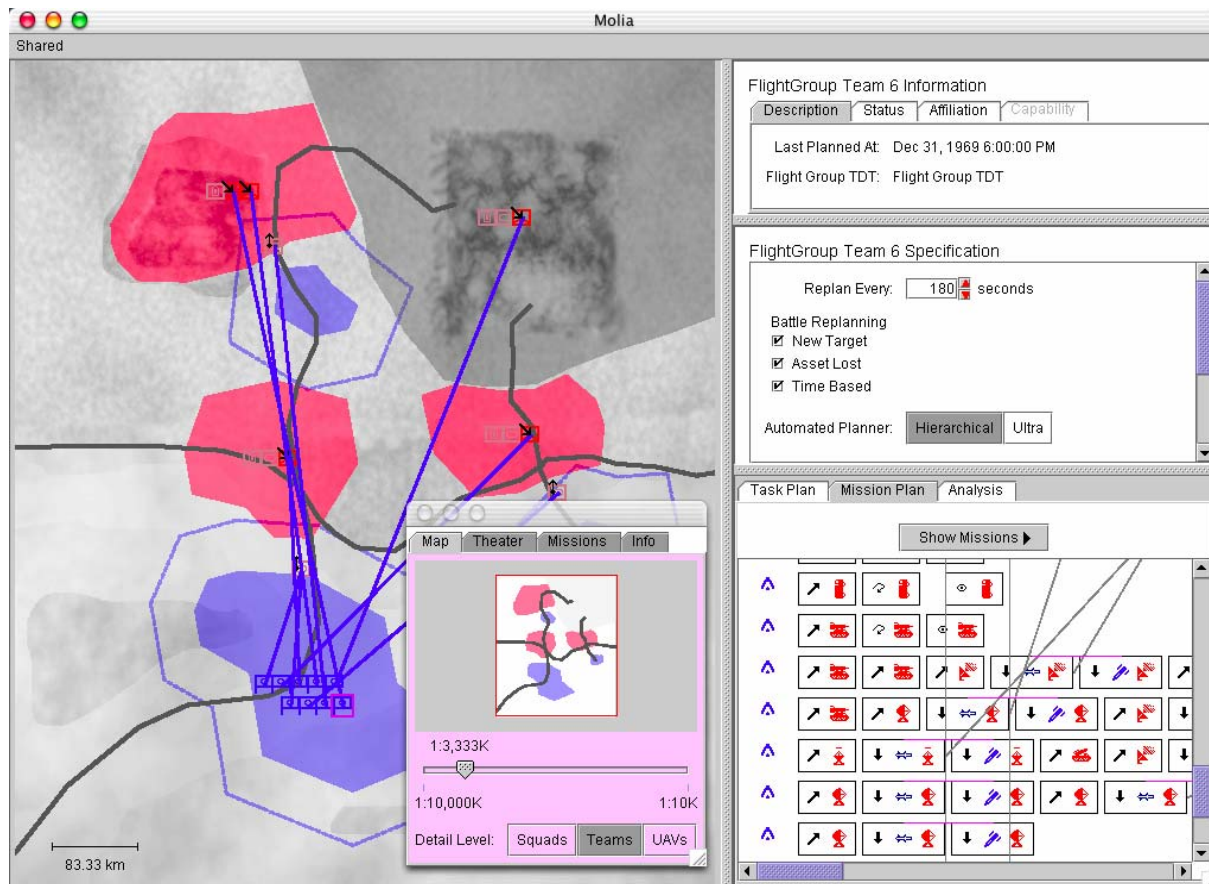 Molia
Shared
FlightGroup Team 6 Information
Description Status Affiliation Capability
Last Planned At: Dec 31, 1969 6:00:00 PM
Flight Group TDT: Flight Group TDT
FlightGroup Team 6 Specification
Replan Every: 180 seconds
Battle Replanning
New Target
Asset Lost
Time Based
Automated Planner: Hierarchical Ultra
Task Plan Mission Plan Analysis
Show Missions
Map Theater Missions Info
1:3,333K
1:10,000K 1:10K
Detail Level: Squads Teams UAVs
83.33 km